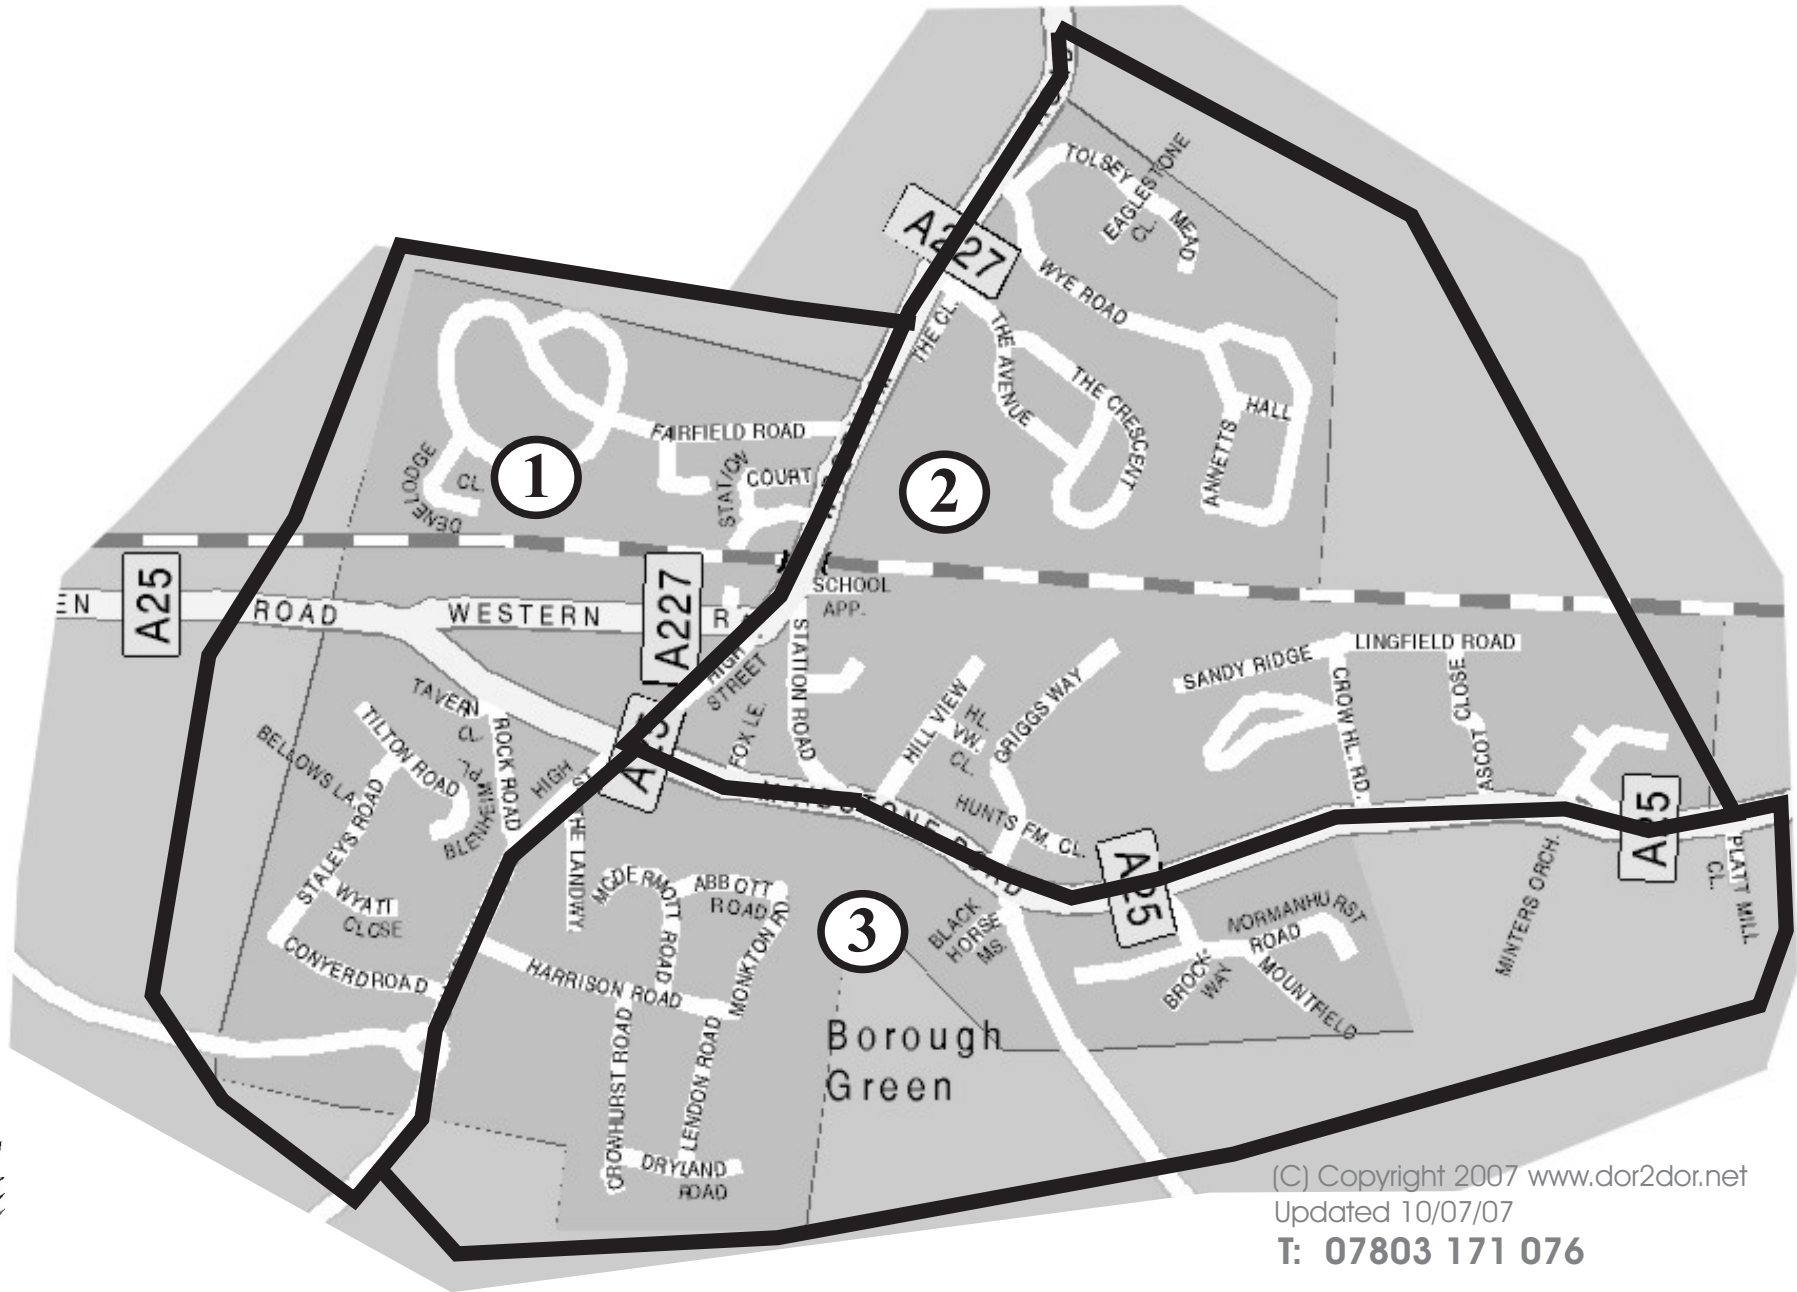 TOLSEY
MEAD
EAGLESTONE
CL.
A227
WYE ROAD
THE CL.
THE AVENUE
THE CRESCENT
HALL
ANNETTS
FAIRFIELD ROAD
STATION
COURT
DENE LODGE
CL.
1
2
A25
A227
EN
ROAD
WESTERN
SCHOOL
APP.
HIGH
STREET
STATION ROAD
FOXLE.
HILL VIEW
HL.
VW.
CL.
GRIGGS WAY
SANDY RIDGE
LINGFIELD ROAD
CROW HL. RD.
ASCOT CLOSE
TAVERN
CL.
TILTON ROAD
BELLOWS LA.
ROCK ROAD
BLENHEIM PL.
HIGH
ST
STALEYS ROAD
WYATT
CLOSE
CONYERD ROAD
THE LANDWY
MAIDSTONE ROAD
HUNTS FM. CL.
A25
A25
A25
MCDERMOTT ROAD
ABBOTT
ROAD
MONKTON RD
HARRISON ROAD
CROWHURST ROAD
LENDON ROAD
DRYLAND
ROAD
3
BLACK
HORSE
MS.
NORMANHURST
ROAD
BROCK-
WAY
MOUNTFIELD
MINTERS ORCH.
PLATT MILL
CL.
Borough
Green
(C) Copyright 2007 www.dor2dor.net
Updated 10/07/07
T: 07803 171 076